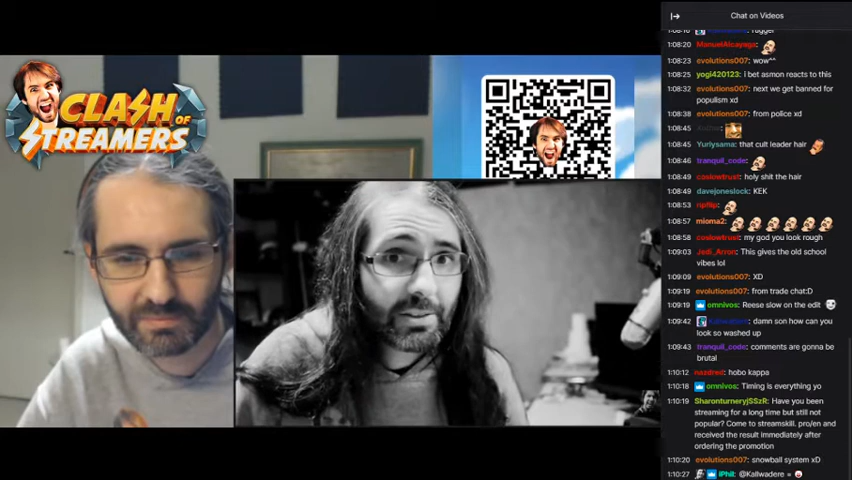 Chat on Videos
CLASH
OF
STREAMERS
1:08:20 ManuelAlcayaga:
1:08:23 evolutions007: wow^^
1:08:25 yogi420123: i bet asmon reacts to this
1:08:32 evolutions007: next we get banned for
populism xd
1:08:38 evolutions007: from police xd
1:08:45
1:08:45 Yuriysama: that cult leader hair
1:08:46 tranquil_code:
1:08:49 coslowtrust: holy shit the hair
1:08:49 davejoneslock: KEK
1:08:53 ripflip:
1:08:57 mioma2:
1:08:58 coslowtrust: my god you look rough
1:09:03 Jedi_Arron: This gives the old school
vibes lol
1:09:09 evolutions007: XD
1:09:19 evolutions007: from trade chat:D
1:09:19 omnivos: Reese slow on the edit
1:09:42 damn son how can you
look so washed up
1:09:43 tranquil_code: comments are gonna be
brutal
1:10:12 nazdred: hobo kappa
1:10:18 omnivos: Timing is everything yo
1:10:19 SharonturneryjSSzR: Have you been
streaming for a long time but still not
popular? Come to streamskill. pro/en and
received the result immediately after
ordering the promotion
1:10:20 evolutions007: snowball system xD
1:10:27 iPhil: @Kallwadere =